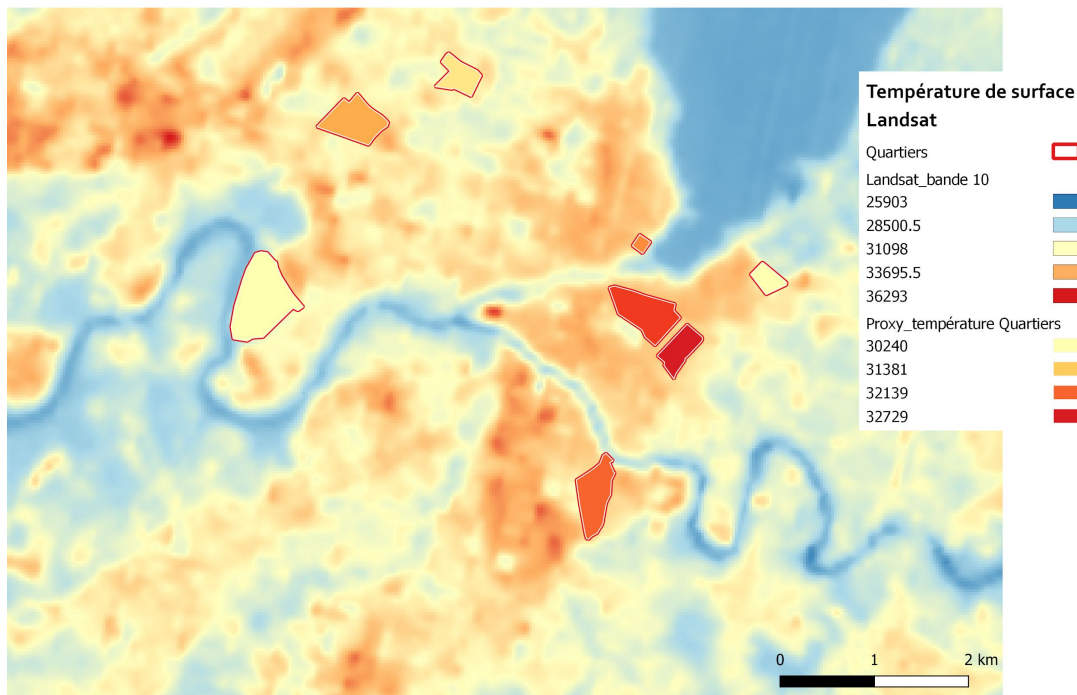 Température de surface
Landsat
Quartiers
Landsat_bande 10
25903
28500.5
31098
33695.5
36293
Proxy_température Quartiers
30240
31381
32139
32729
0 1 2 km